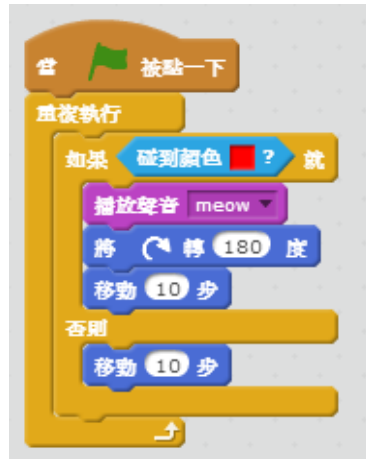 當 被點一下
重複執行
如果 碰到顏色 ? 就
播放聲音 meow
將 轉 180 度
移動 10 步
否則
移動 10 步